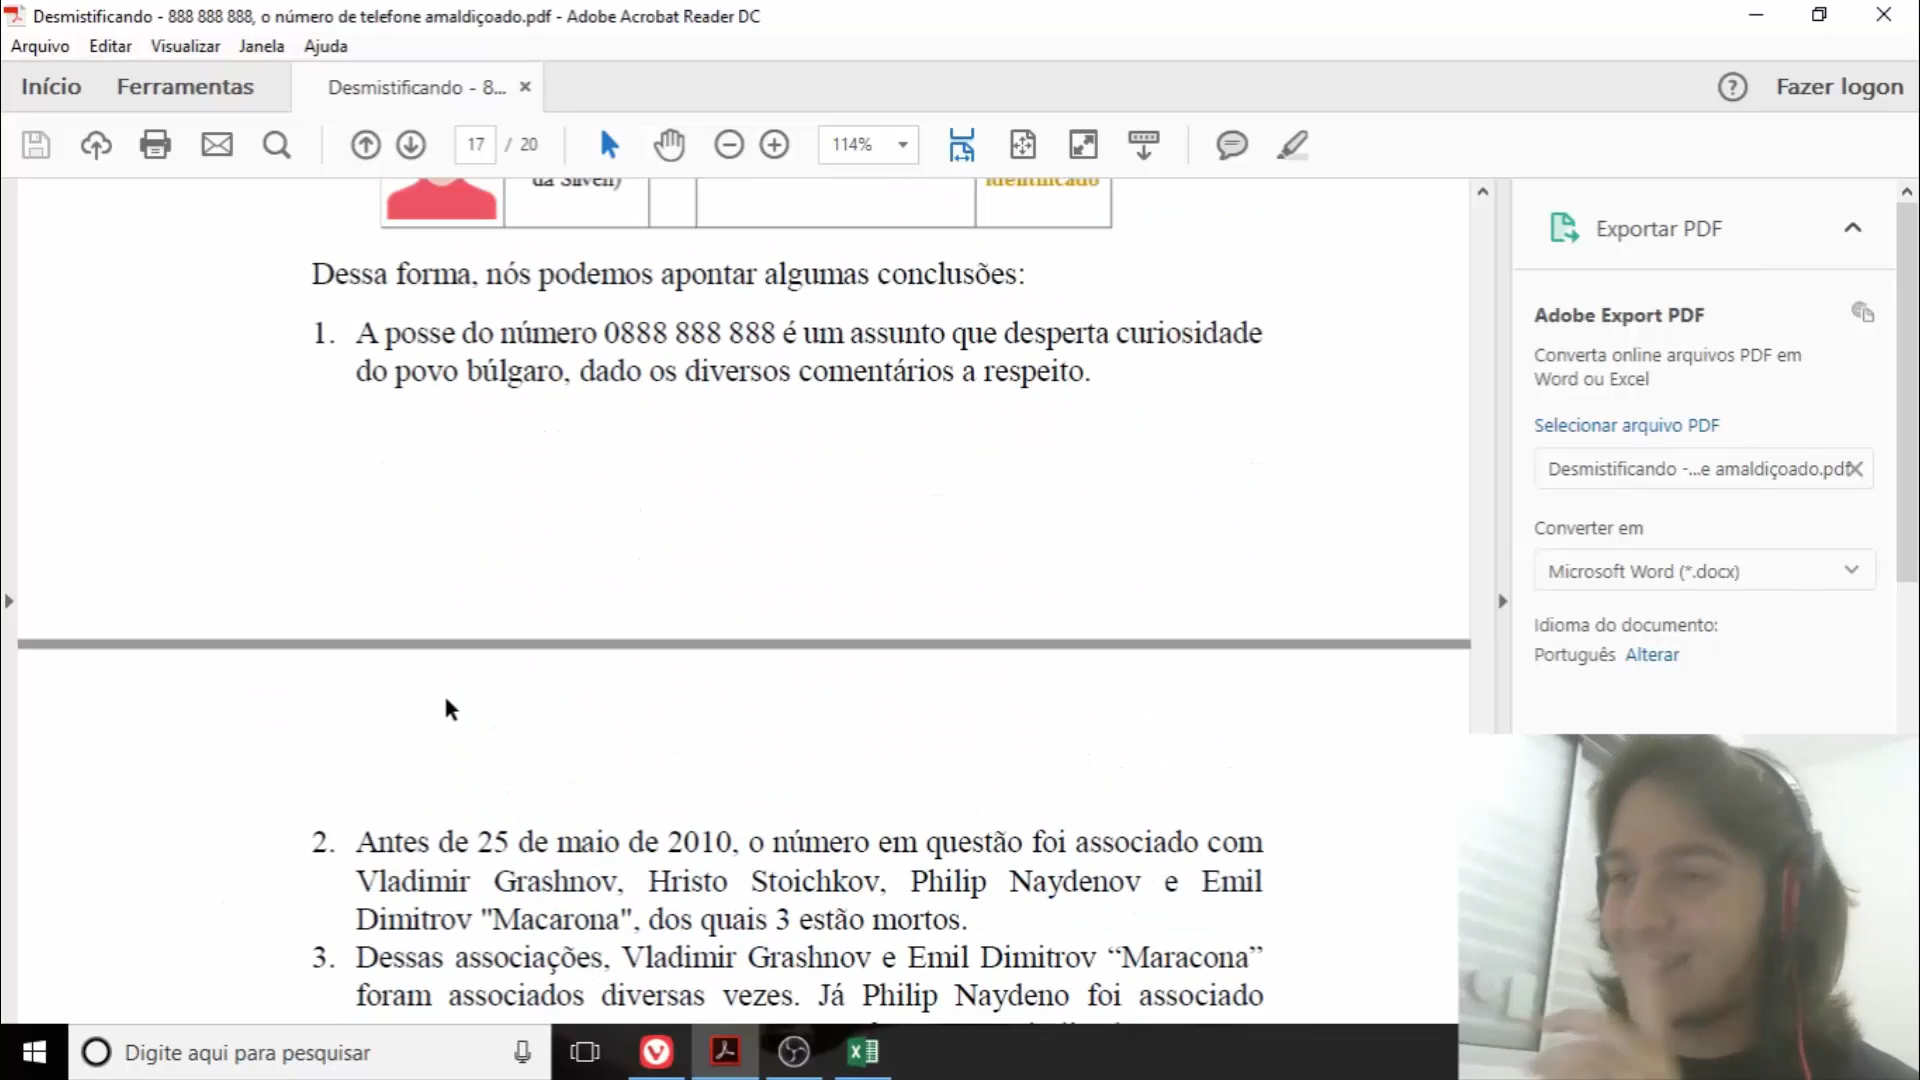 Desmistificando - 888 888 888, o número de telefone amaldiçoado.pdf - Adobe Acrobat Reader DC
Arquivo Editar Visualizar Janela Ajuda
Início Ferramentas Desmistificando - 8... Fazer logon
17 / 20 114%
da Silven) identificado
Dessa forma, nós podemos apontar algumas conclusões:
1. A posse do número 0888 888 888 é um assunto que desperta curiosidade
do povo búlgaro, dado os diversos comentários a respeito.
2. Antes de 25 de maio de 2010, o número em questão foi associado com
Vladimir Grashnov, Hristo Stoichkov, Philip Naydenov e Emil
Dimitrov "Macarona", dos quais 3 estão mortos.
3. Dessas associações, Vladimir Grashnov e Emil Dimitrov “Maracona”
foram associados diversas vezes. Já Philip Naydeno foi associado
Exportar PDF
Adobe Export PDF
Converta online arquivos PDF em
Word ou Excel
Selecionar arquivo PDF
Desmistificando -...e amaldiçoado.pdf
Converter em
Microsoft Word (*.docx)
Idioma do documento:
Português Alterar
Digite aqui para pesquisar